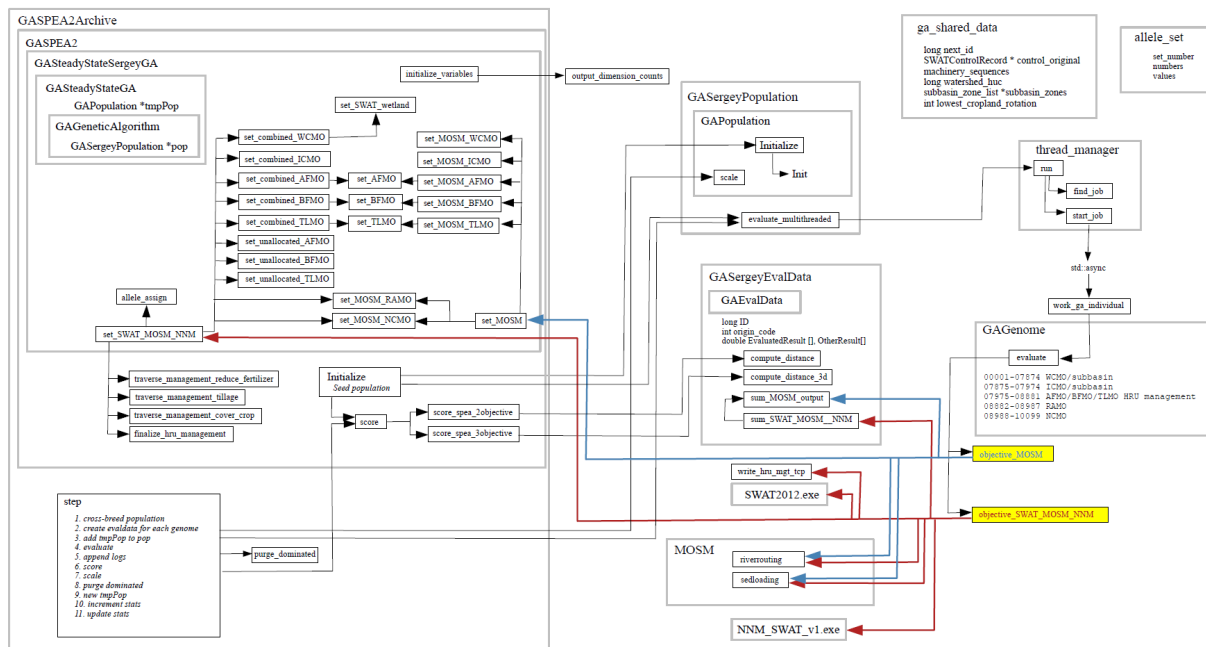 GASPEA2Archive
GASPEA2
GASteadyStateSergeyGA
GASteadyStateGA
GAPopulation *tmpPop
GAGeneticAlgorithm
GASergeyPopulation *pop
initialize_variables
output_dimension_counts
set_SWAT_wetland
set_combined_WCMO
set_combined_ICMO
set_combined_AFMO
set_combined_BFMO
set_combined_TLMO
set_unallocated_AFMO
set_unallocated_BFMO
set_unallocated_TLMO
set_AFMO
set_BFMO
set_TLMO
set_MOSM_WCMO
set_MOSM_ICMO
set_MOSM_AFMO
set_MOSM_BFMO
set_MOSM_TLMO
set_MOSM_RAMO
set_MOSM_NCMO
set_MOSM
allele_assign
set_SWAT_MOSM_NNM
traverse_management_reduce_fertilizer
traverse_management_tillage
traverse_management_cover_crop
finalize_hru_management
Initialize
Seed population
score
score_spea_2objective
score_spea_3objective
step
1. cross-breed population
2. create evaldata for each genome
3. add tmpPop to pop
4. evaluate
5. append logs
6. score
7. scale
8. purge dominated
9. new tmpPop
10. increment stats
11. update stats
purge_dominated
GASergeyPopulation
GAPopulation
Initialize
Init
scale
evaluate_multithreaded
GASergeyEvalData
GAEvalData
long ID
int origin_code
double EvaluatedResult [], OtherResult[]
compute_distance
compute_distance_3d
sum_MOSM_output
sum_SWAT_MOSM__NNM
write_hru_mgt_tcp
SWAT2012.exe
MOSM
riverrouting
sedloading
NNM_SWAT_v1.exe
ga_shared_data
long next_id
SWATControlRecord * control_original
machinery_sequences
long watershed_huc
subbasin_zone_list *subbasin_zones
int lowest_cropland_rotation
allele_set
set_number
numbers
values
thread_manager
run
find_job
start_job
std::async
work_ga_individual
GAGenome
evaluate
00001-07874 WCMO/subbasin
07875-07974 ICMO/subbasin
07975-08881 AFMO/BFMO/TLMO HRU management
08882-08987 RAMO
08988-10099 NCMO
objective_MOSM
objective_SWAT_MOSM_NNM